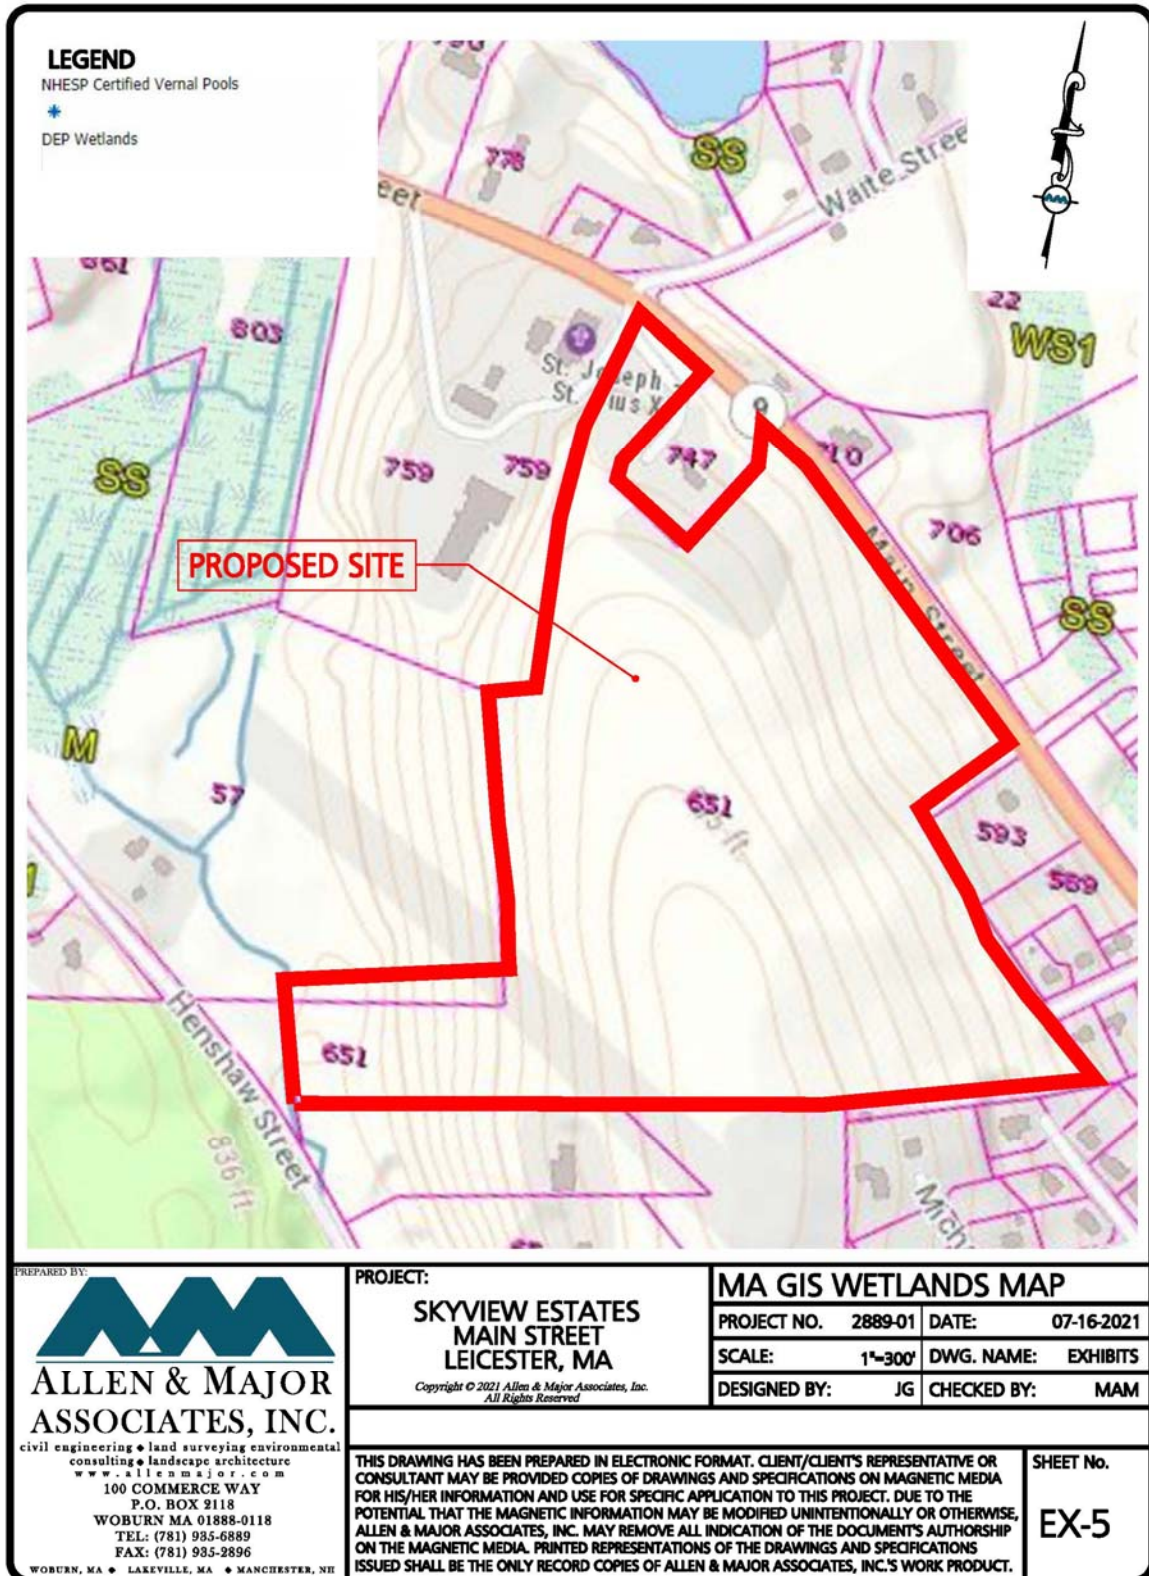 LEGEND
NHESP Certified Vernal Pools
DEP Wetlands
778
SS
Waite Street
eet
861
803
22
WS1
St. Joseph -
9
747
710
759
759
SS
706
PROPOSED SITE
Main Street
SS
M
57
651
593
589
Henshaw Street
651
836 ft
PREPARED BY:
ALLEN & MAJOR
ASSOCIATES, INC.
civil engineering ◆ land surveying environmental
consulting ◆ landscape architecture
www.allenmajor.com
100 COMMERCE WAY
P.O. BOX 2118
WOBURN MA 01888-0118
TEL: (781) 935-6889
FAX: (781) 935-2896
WOBURN, MA ◆ LAKEVILLE, MA ◆ MANCHESTER, NH
PROJECT:
SKYVIEW ESTATES
MAIN STREET
LEICESTER, MA
Copyright © 2021 Allen & Major Associates, Inc.
All Rights Reserved
MA GIS WETLANDS MAP
PROJECT NO. 2889-01 DATE: 07-16-2021
SCALE: 1"=300' DWG. NAME: EXHIBITS
DESIGNED BY: JG CHECKED BY: MAM
THIS DRAWING HAS BEEN PREPARED IN ELECTRONIC FORMAT. CLIENT/CLIENT'S REPRESENTATIVE OR
CONSULTANT MAY BE PROVIDED COPIES OF DRAWINGS AND SPECIFICATIONS ON MAGNETIC MEDIA
FOR HIS/HER INFORMATION AND USE FOR SPECIFIC APPLICATION TO THIS PROJECT. DUE TO THE
POTENTIAL THAT THE MAGNETIC INFORMATION MAY BE MODIFIED UNINTENTIONALLY OR OTHERWISE,
ALLEN & MAJOR ASSOCIATES, INC. MAY REMOVE ALL INDICATION OF THE DOCUMENT'S AUTHORSHIP
ON THE MAGNETIC MEDIA. PRINTED REPRESENTATIONS OF THE DRAWINGS AND SPECIFICATIONS
ISSUED SHALL BE THE ONLY RECORD COPIES OF ALLEN & MAJOR ASSOCIATES, INC.'S WORK PRODUCT.
SHEET No.
EX-5